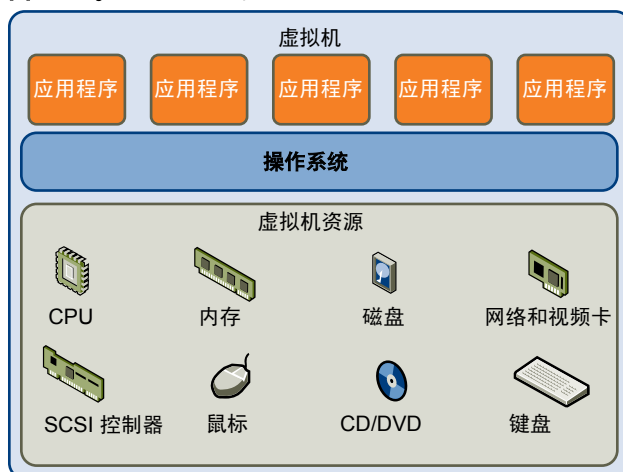 虚拟机
应用程序 应用程序 应用程序 应用程序 应用程序
操作系统
虚拟机资源
CPU 内存 磁盘 网络和视频卡
SCSI 控制器 鼠标 CD/DVD 键盘